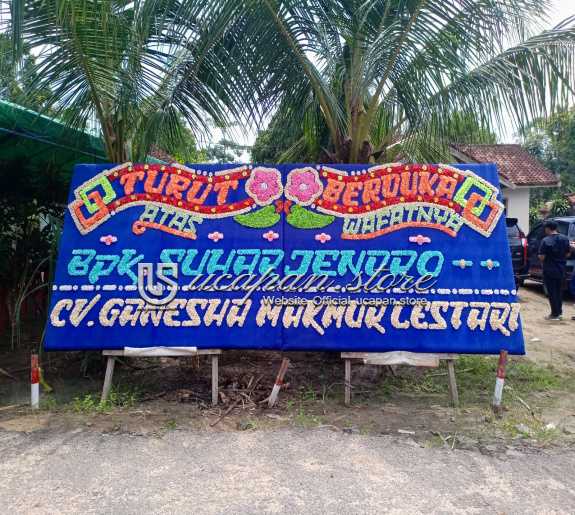 TURUT BERDUKA
ATAS WAFATNYA
BpK. SUHARJENDRO
ucapan.store
Website Official ucapan.store
CV. GANESHA MAKMUR LESTARI